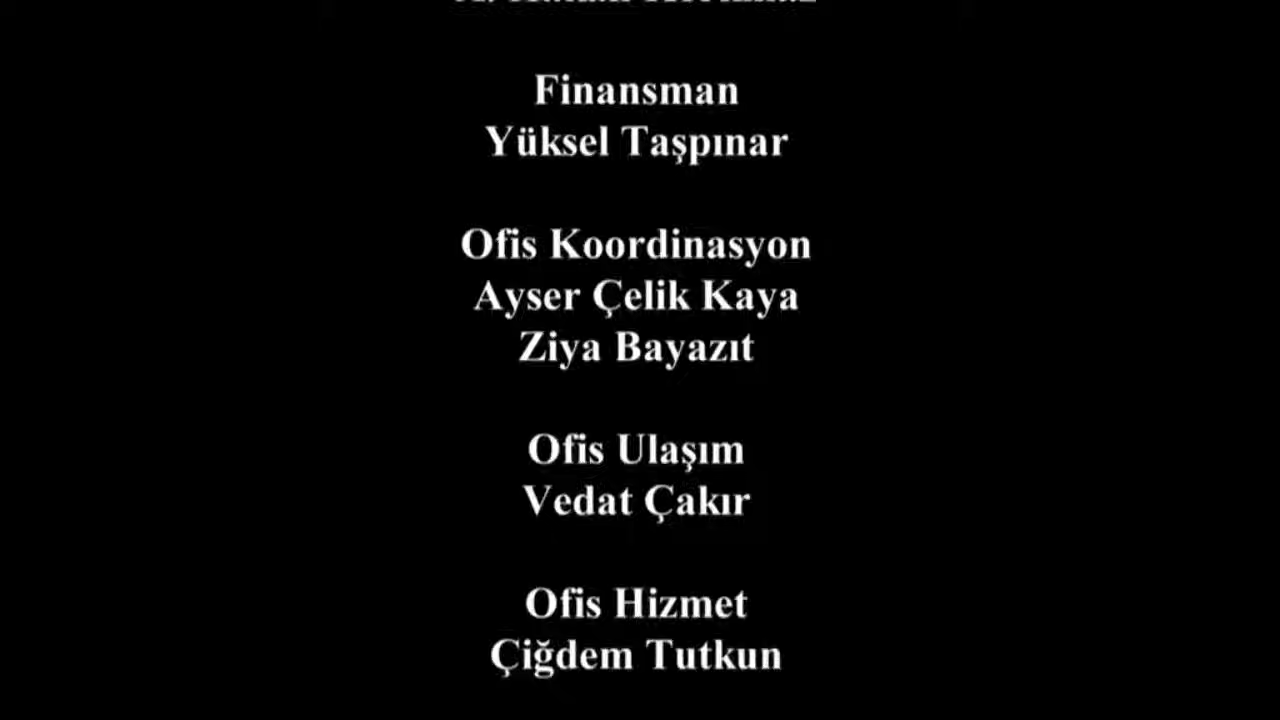 Finansman
Yüksel Taşpınar
Ofis Koordinasyon
Ayser Çelik Kaya
Ziya Bayazıt
Ofis Ulaşım
Vedat Çakır
Ofis Hizmet
Çiğdem Tutkun